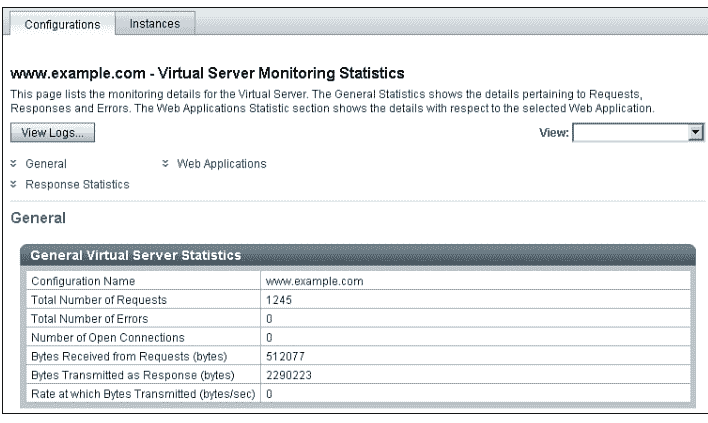 Configurations Instances
www.example.com - Virtual Server Monitoring Statistics
This page lists the monitoring details for the Virtual Server. The General Statistics shows the details pertaining to Requests,
Responses and Errors. The Web Applications Statistic section shows the details with respect to the selected Web Application.
View Logs... View:
General Web Applications
Response Statistics
General
General Virtual Server Statistics
Configuration Name www.example.com
Total Number of Requests 1245
Total Number of Errors 0
Number of Open Connections 0
Bytes Received from Requests (bytes) 512077
Bytes Transmitted as Response (bytes) 2290223
Rate at which Bytes Transmitted (bytes/sec) 0